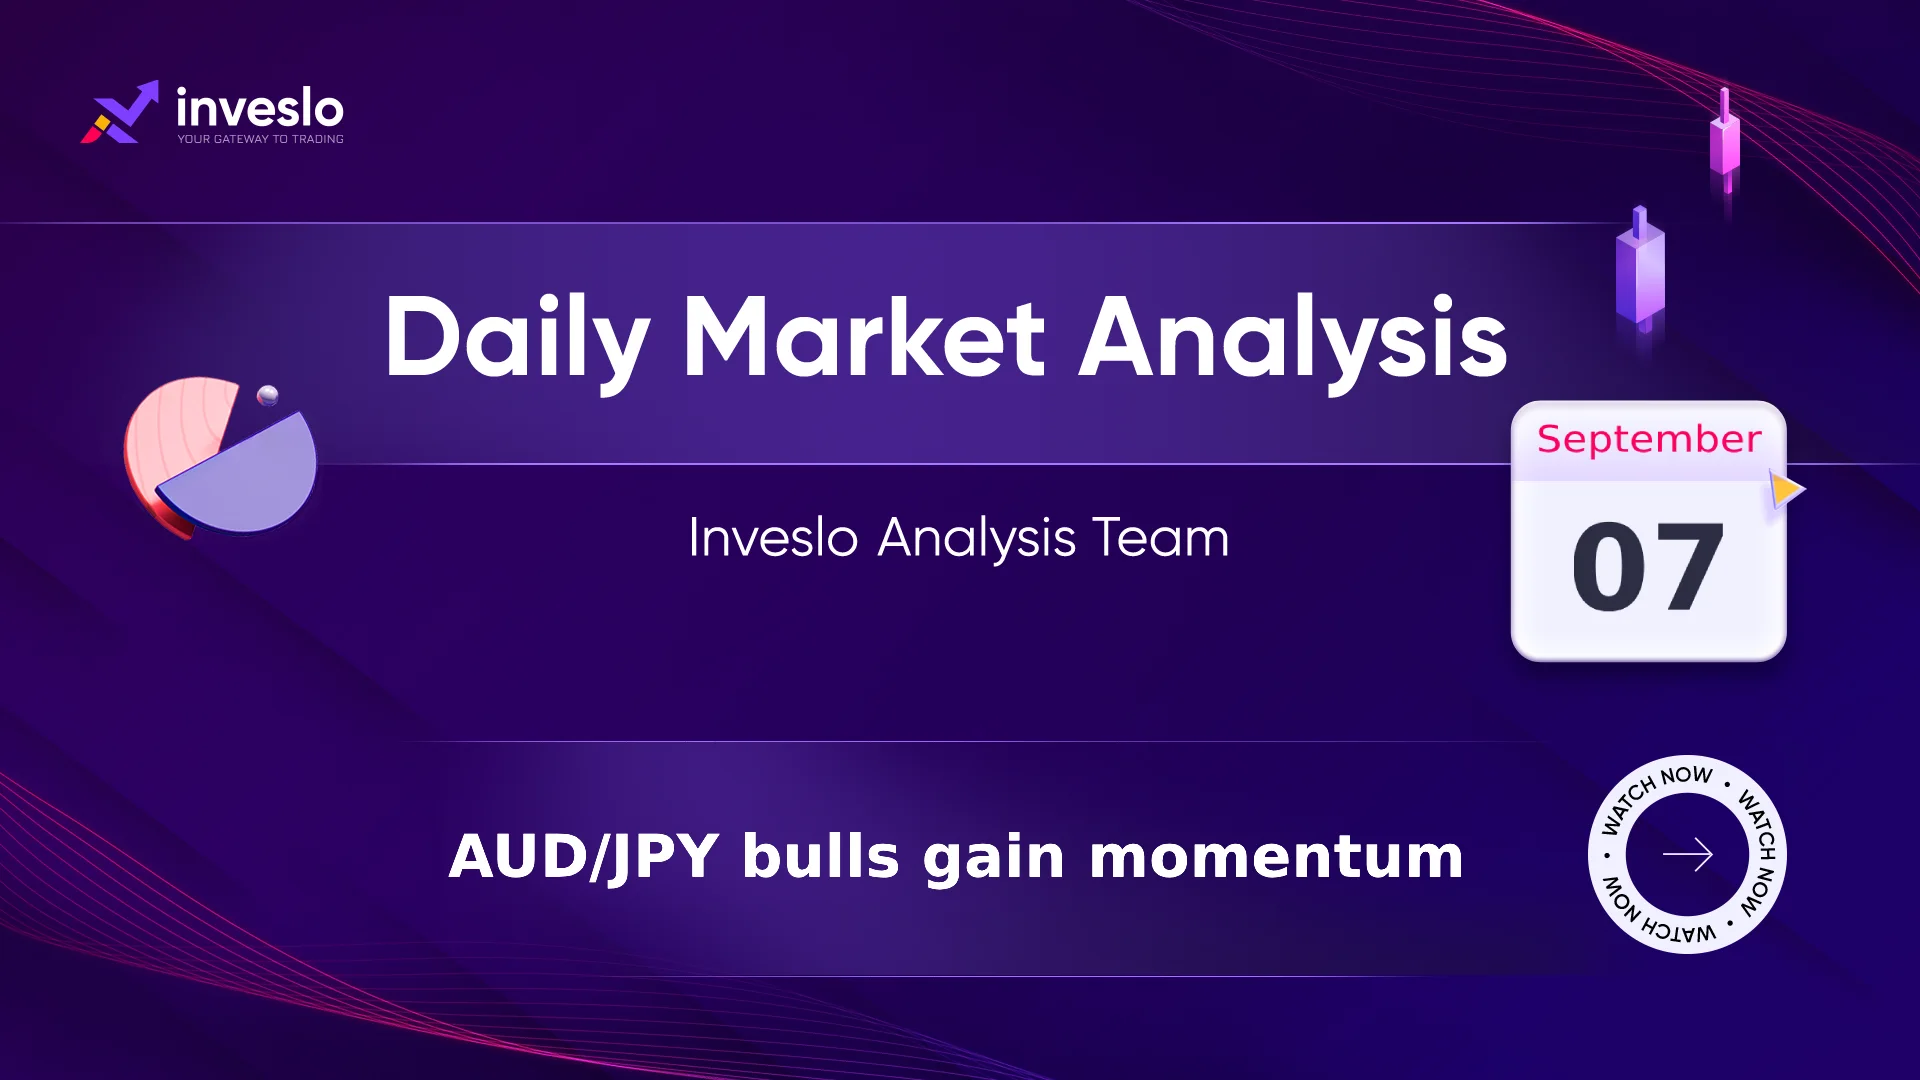 inveslo
YOUR GATEWAY TO TRADING
Daily Market Analysis
September
07
Inveslo Analysis Team
AUD/JPY bulls gain momentum
WATCH NOW • WATCH NOW • WATCH NOW •